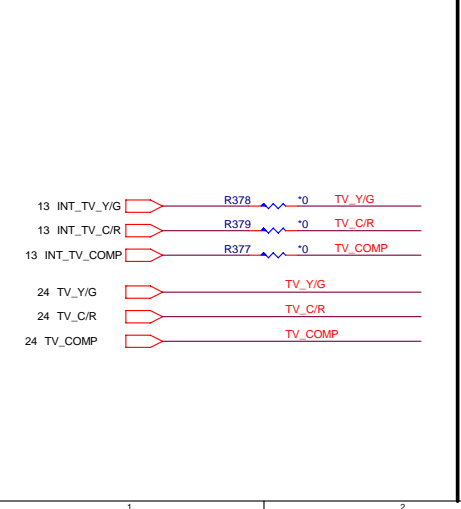 13 INT_TV_Y/G R378 *0 TV_Y/G
13 INT_TV_C/R R379 *0 TV_C/R
13 INT_TV_COMP R377 *0 TV_COMP
24 TV_Y/G TV_Y/G
24 TV_C/R TV_C/R
24 TV_COMP TV_COMP
1 2